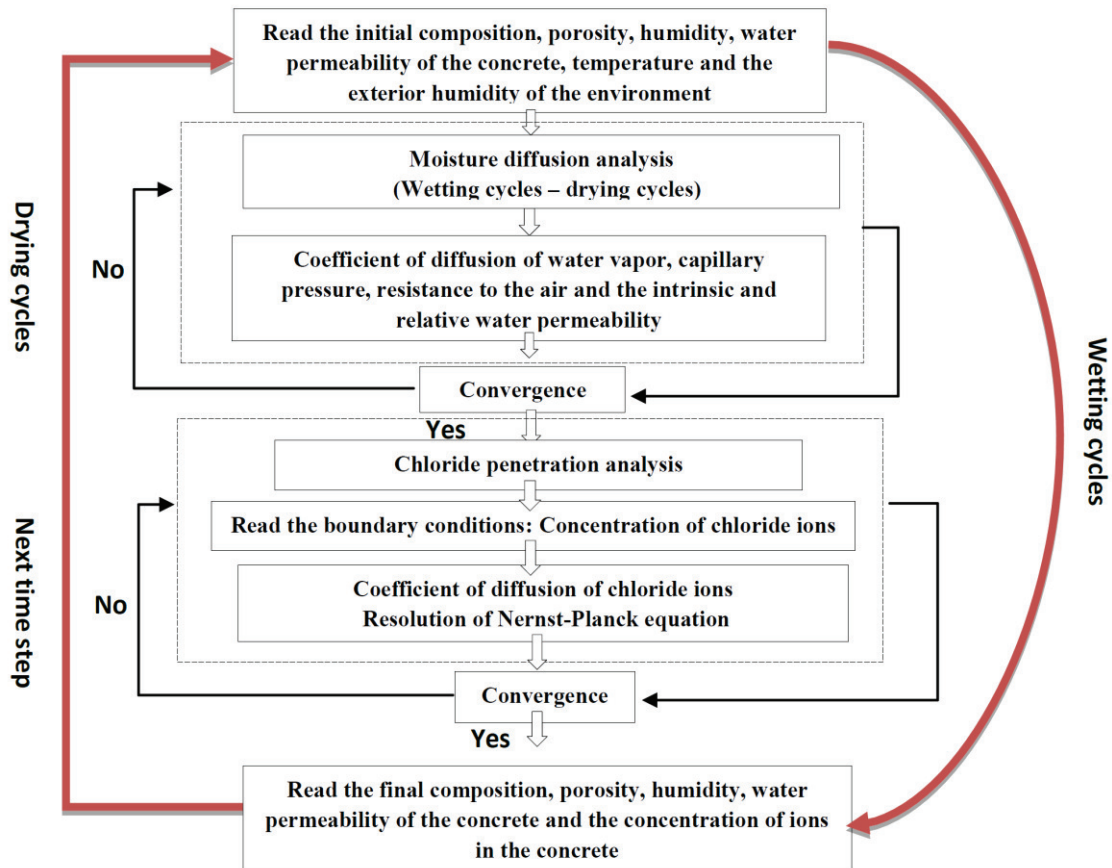 Read the initial composition, porosity, humidity, water
permeability of the concrete, temperature and the
exterior humidity of the environment
Moisture diffusion analysis
(Wetting cycles – drying cycles)
Drying cycles
No
Coefficient of diffusion of water vapor, capillary
pressure, resistance to the air and the intrinsic and
relative water permeability
Wetting cycles
Convergence
Yes
Chloride penetration analysis
Read the boundary conditions: Concentration of chloride ions
Next time step
No
Coefficient of diffusion of chloride ions
Resolution of Nernst-Planck equation
Convergence
Yes
Read the final composition, porosity, humidity, water
permeability of the concrete and the concentration of ions
in the concrete